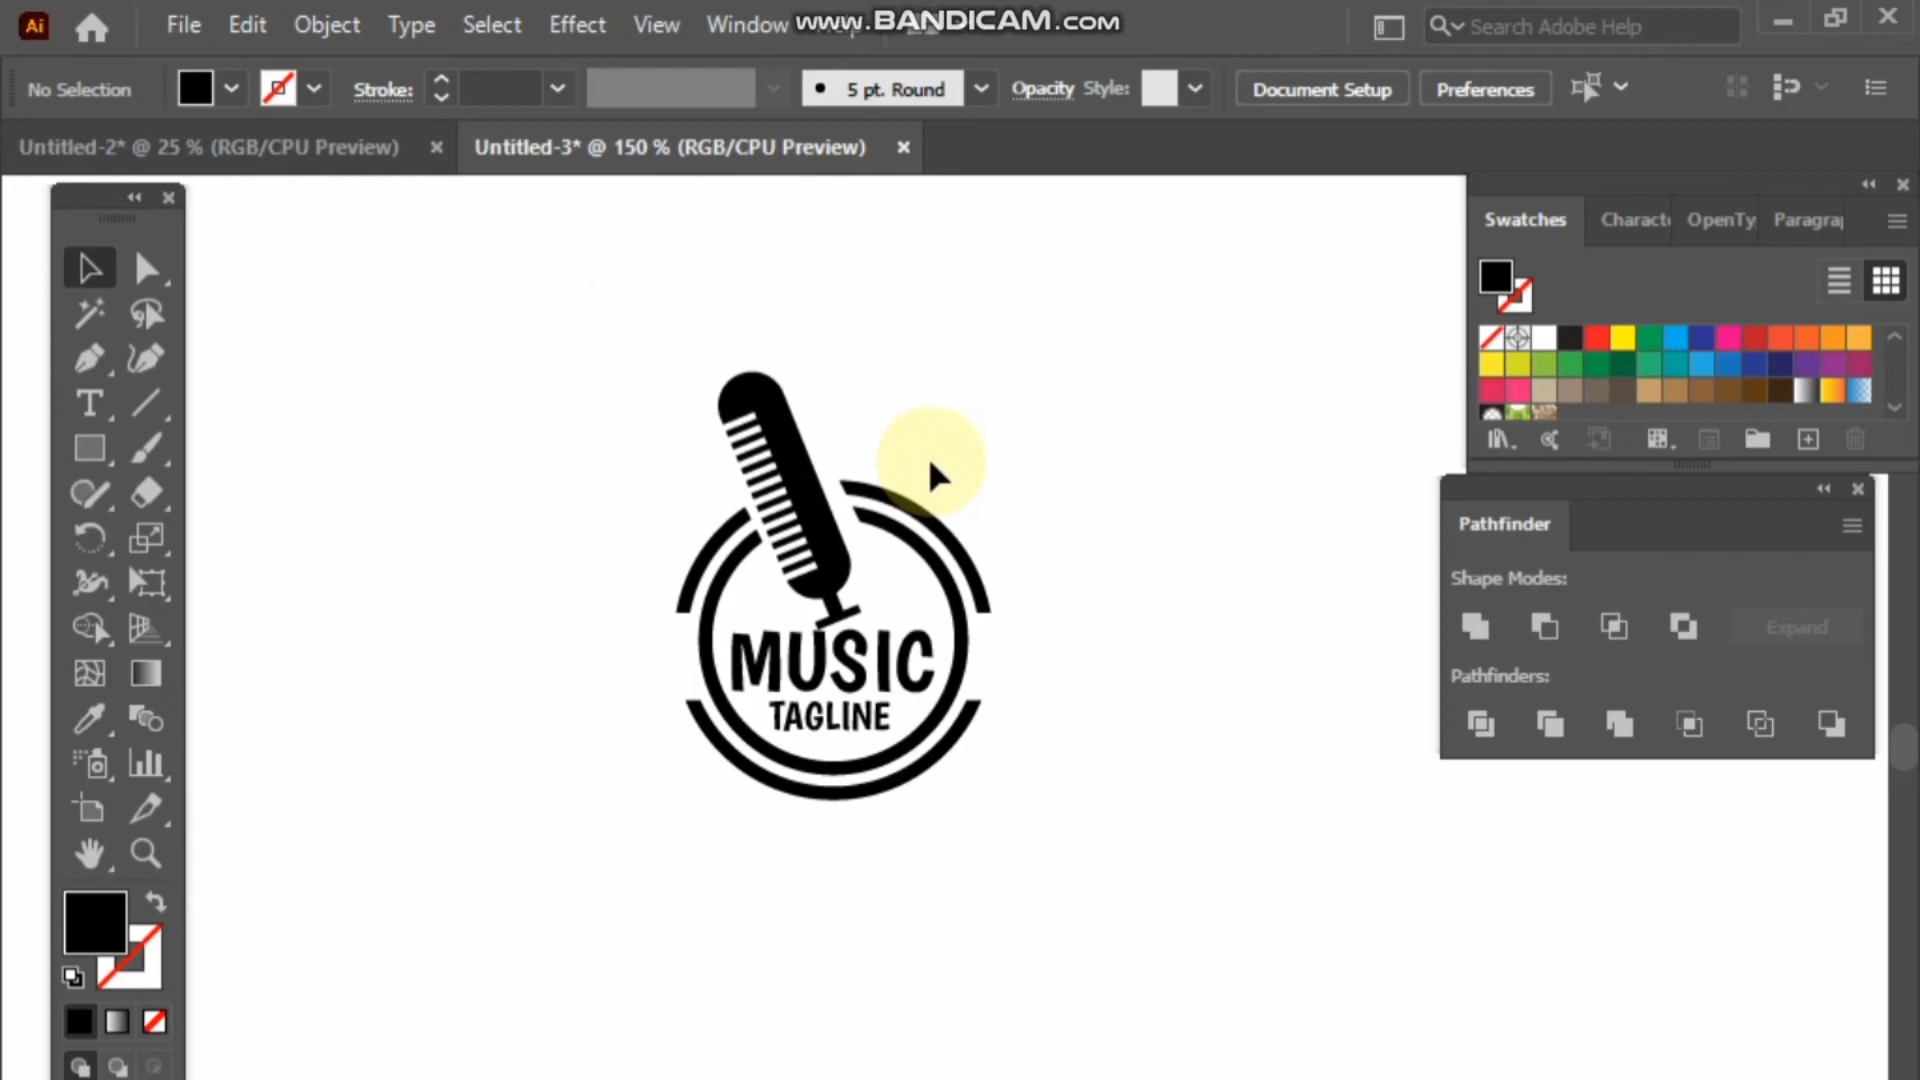 Ai File Edit Object Type Select Effect View Window www.BANDICAM.com Search Adobe Help
No Selection Stroke: 5 pt. Round Opacity Style: Document Setup Preferences
Untitled-2* @ 25 % (RGB/CPU Preview) Untitled-3* @ 150 % (RGB/CPU Preview)
Swatches Characte OpenTy Paragra
Pathfinder
Shape Modes:
Expand
Pathfinders:
MUSIC
TAGLINE